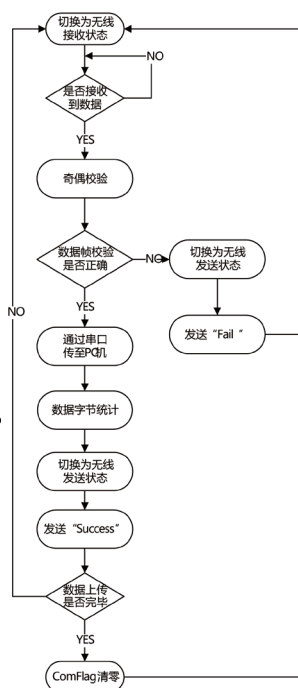 切换为无线
接收状态
NO
是否接收
到数据
YES
奇偶校验
数据帧校验
是否正确
NO
切换为无线
发送状态
YES
NO
通过串口
传至PC机
发送“Fail ”
数据字节统计
切换为无线
发送状态
发送“Success”
数据上传
是否完毕
YES
ComFlag清零